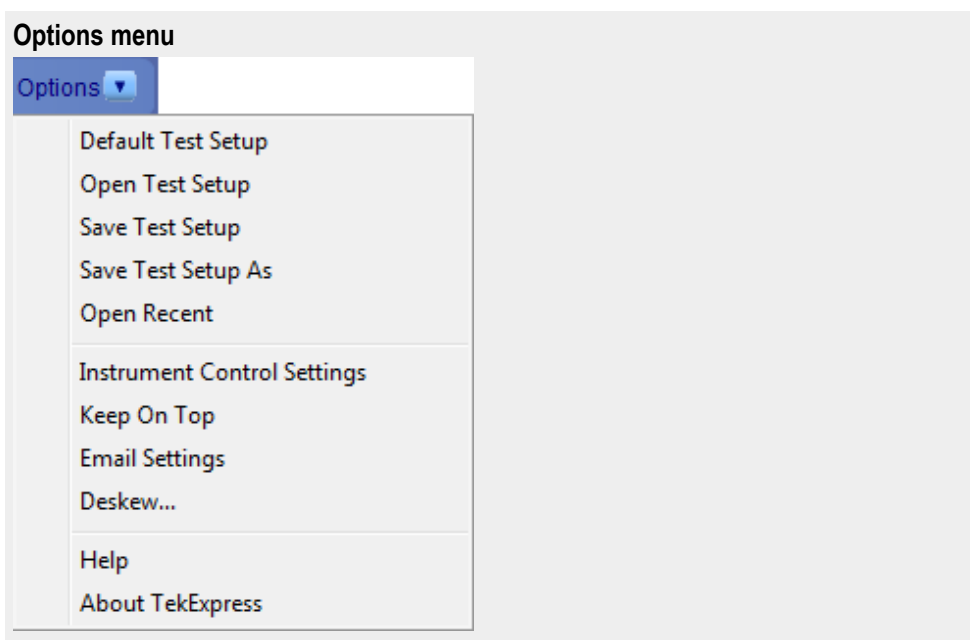 Options menu
Options
Default Test Setup
Open Test Setup
Save Test Setup
Save Test Setup As
Open Recent
Instrument Control Settings
Keep On Top
Email Settings
Deskew...
Help
About TekExpress